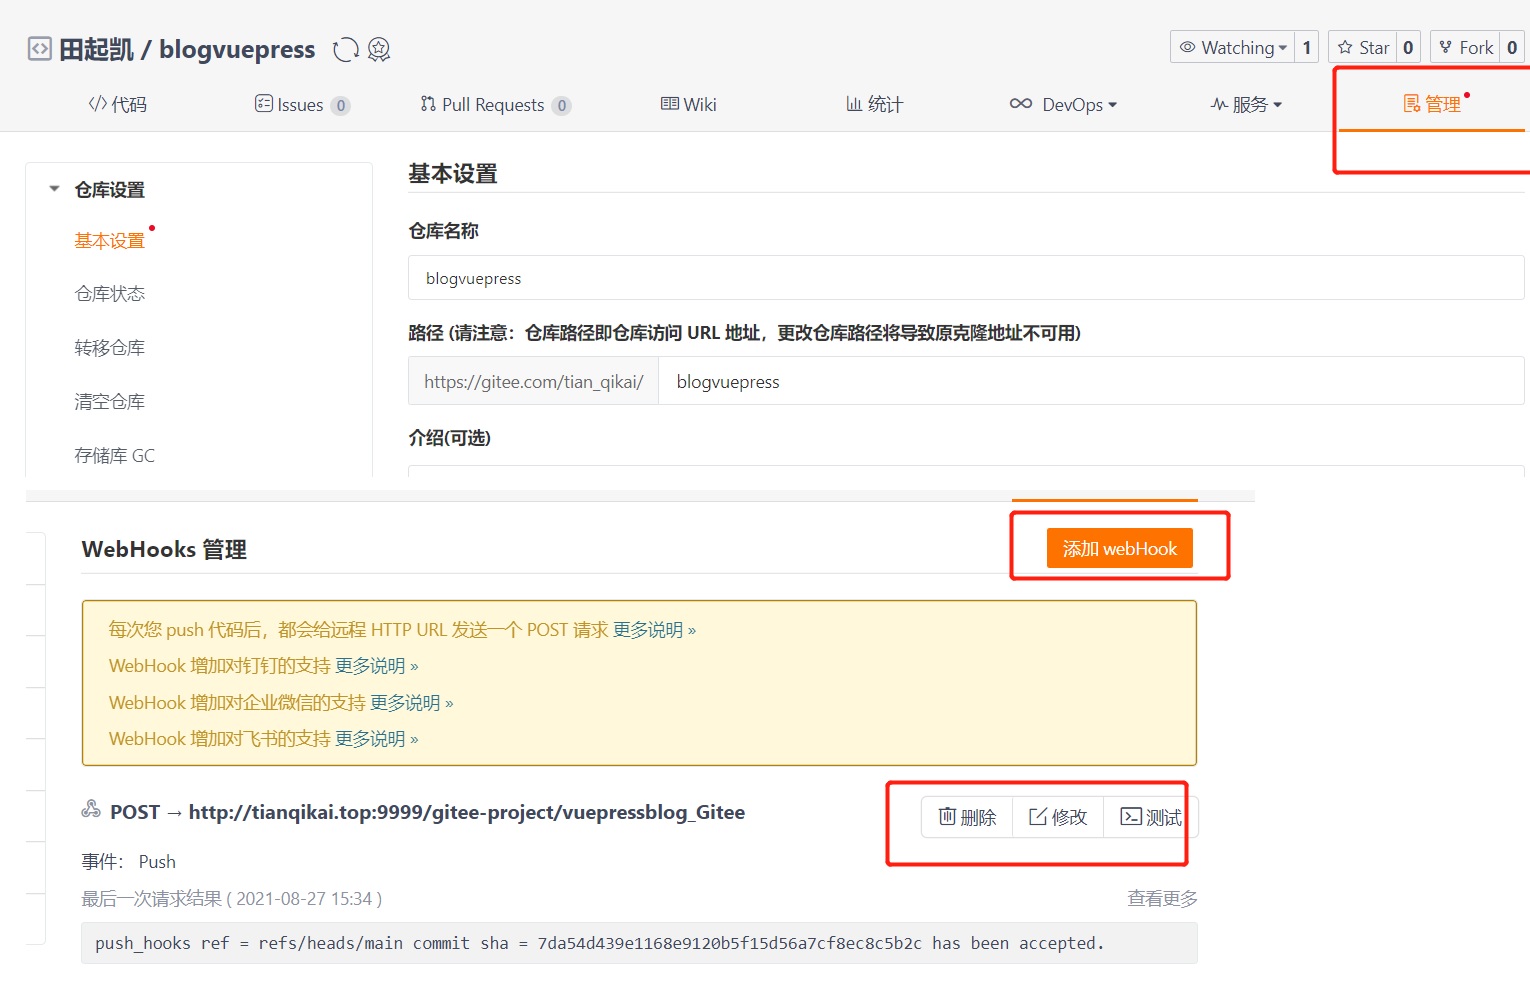 田起凯 / blogvuepress
Watching 1 Star 0 Fork 0
代码 Issues 0 Pull Requests 0 Wiki 统计 DevOps 服务 管理
仓库设置
基本设置
仓库状态
转移仓库
清空仓库
存储库 GC
基本设置
仓库名称
blogvuepress
路径 (请注意：仓库路径即仓库访问 URL 地址，更改仓库路径将导致原克隆地址不可用)
https://gitee.com/tian_qikai/ blogvuepress
介绍(可选)
WebHooks 管理
添加 webHook
每次您 push 代码后，都会给远程 HTTP URL 发送一个 POST 请求 更多说明 »
WebHook 增加对钉钉的支持 更多说明 »
WebHook 增加对企业微信的支持 更多说明 »
WebHook 增加对飞书的支持 更多说明 »
POST → http://tianqikai.top:9999/gitee-project/vuepressblog_Gitee
删除 修改 测试
事件： Push
最后一次请求结果 ( 2021-08-27 15:34 ) 查看更多
push_hooks ref = refs/heads/main commit sha = 7da54d439e1168e9120b5f15d56a7cf8ec8c5b2c has been accepted.